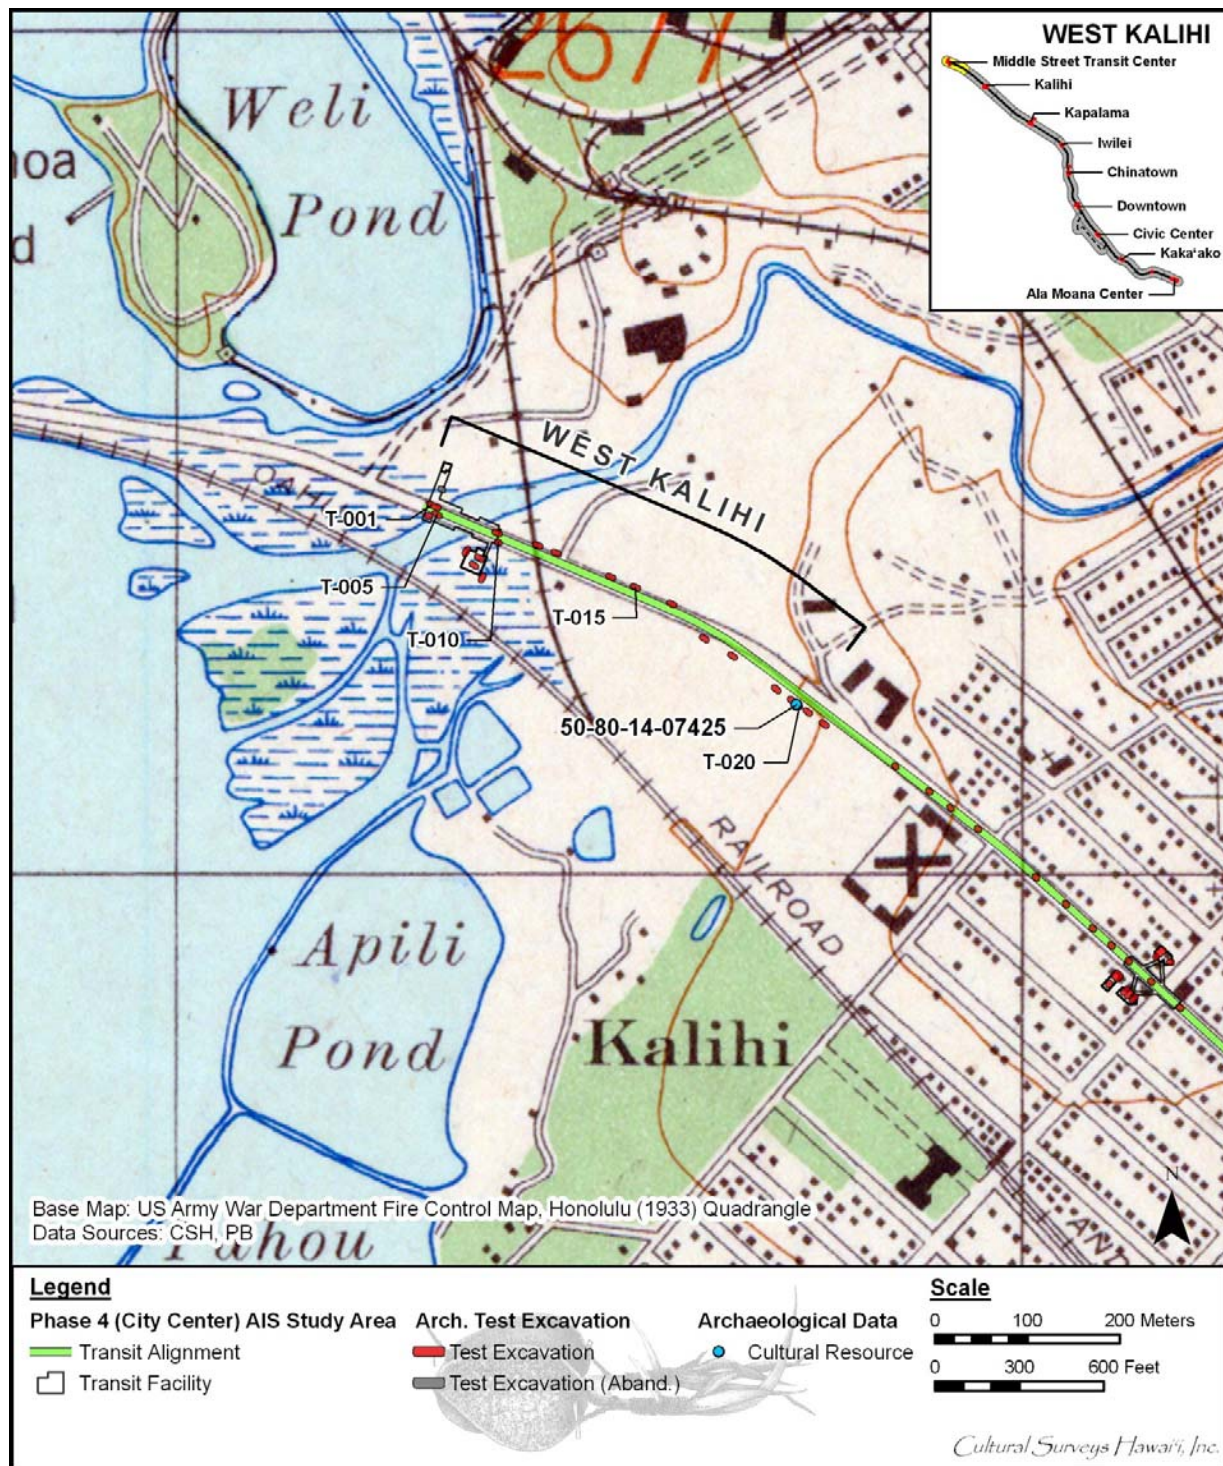 2677
WEST KALIHI
Middle Street Transit Center
Kalihi
Kapalama
Iwilei
Chinatown
Downtown
Civic Center
Kaka'ako
Ala Moana Center
Weli
Pond
WEST KALIHI
OAHU
T-001
T-005
T-010
T-015
50-80-14-07425
T-020
RAILROAD
Apili
Pond
Kalihi
N
AND
Base Map: US Army War Department Fire Control Map, Honolulu (1933) Quadrangle
Data Sources: CSH, PB
Legend
Phase 4 (City Center) AIS Study Area
Transit Alignment
Transit Facility
Arch. Test Excavation
Test Excavation
Test Excavation (Aband.)
Archaeological Data
Cultural Resource
Scale
0 100 200 Meters
0 300 600 Feet
Cultural Surveys Hawai'i, Inc.